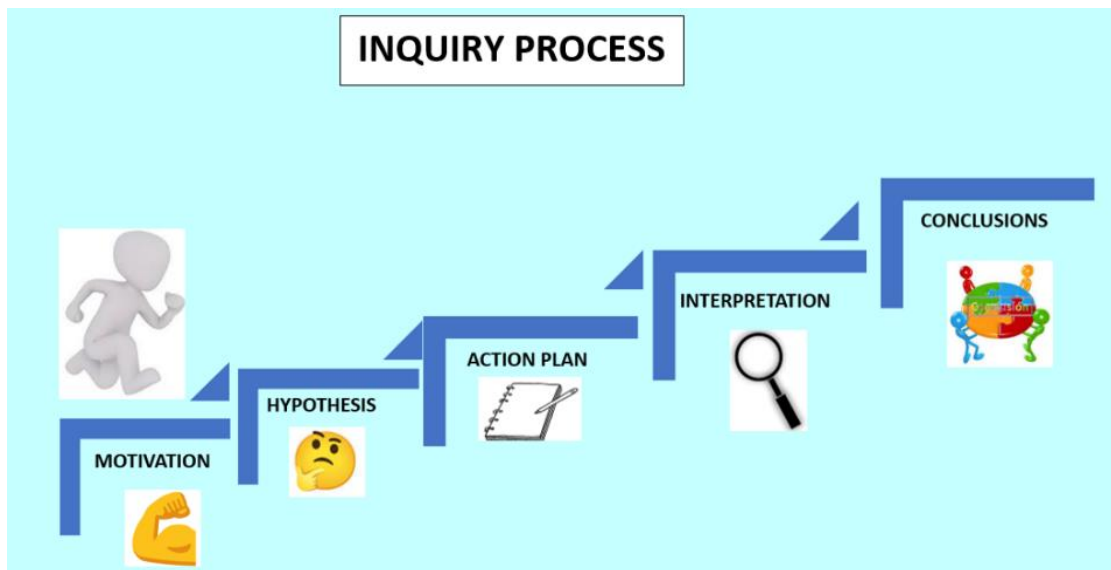 INQUIRY PROCESS
MOTIVATION
HYPOTHESIS
ACTION PLAN
INTERPRETATION
CONCLUSIONS